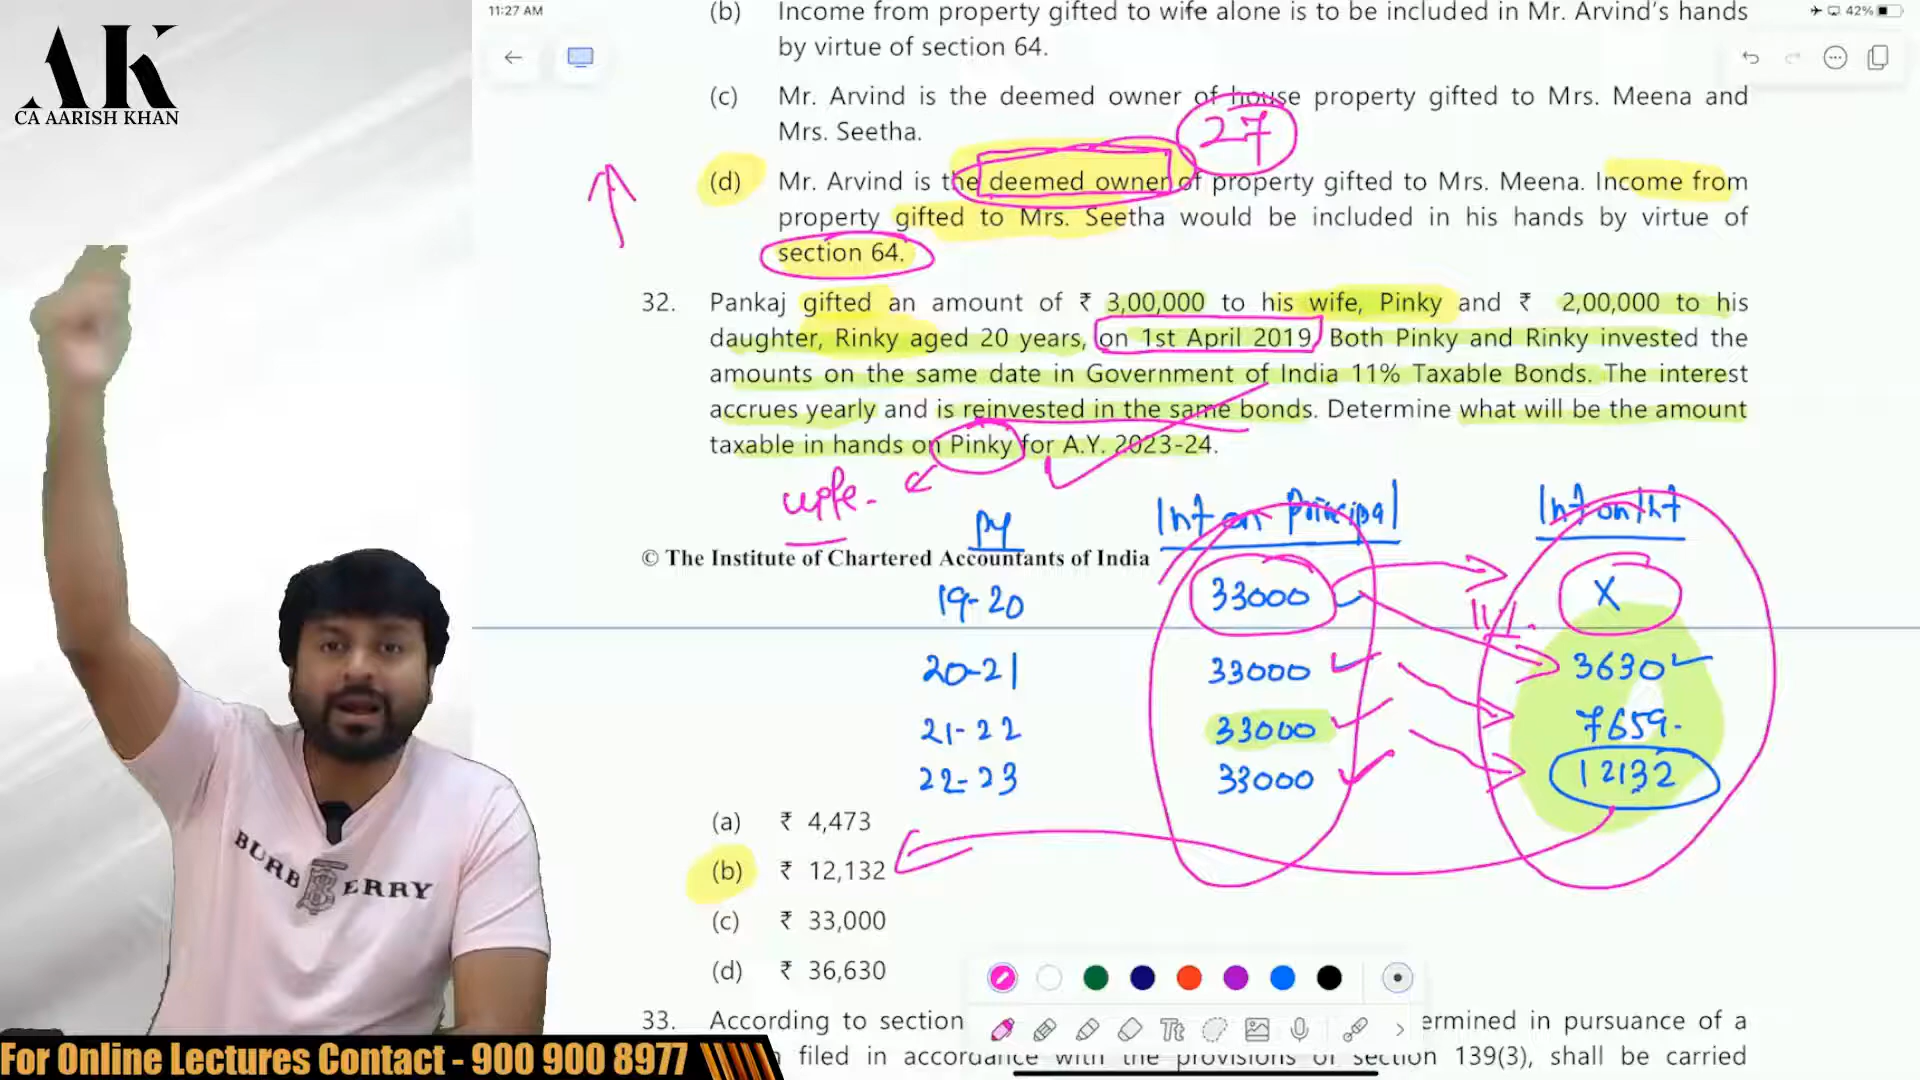 AK
CA AARISH KHAN
11:27 AM
42%
(b) Income from property gifted to wife alone is to be included in Mr. Arvind's hands
by virtue of section 64.
(c) Mr. Arvind is the deemed owner of house property gifted to Mrs. Meena and
Mrs. Seetha.
27
(d) Mr. Arvind is the deemed owner of property gifted to Mrs. Meena. Income from
property gifted to Mrs. Seetha would be included in his hands by virtue of
section 64.
32. Pankaj gifted an amount of ₹ 3,00,000 to his wife, Pinky and ₹ 2,00,000 to his
daughter, Rinky aged 20 years, on 1st April 2019. Both Pinky and Rinky invested the
amounts on the same date in Government of India 11% Taxable Bonds. The interest
accrues yearly and is reinvested in the same bonds. Determine what will be the amount
taxable in hands on Pinky for A.Y. 2023-24.
wife.
PY Int on Principal Int on Int
© The Institute of Chartered Accountants of India
19-20 33000 X
11%.
20-21 33000 3630
21-22 33000 7659
22-23 33000 12132
(a) ₹ 4,473
(b) ₹ 12,132
(c) ₹ 33,000
(d) ₹ 36,630
BURBERRY
Tt
33. According to section ermined in pursuance of a
filed in accordance with the provisions of section 139(3), shall be carried
For Online Lectures Contact - 900 900 8977